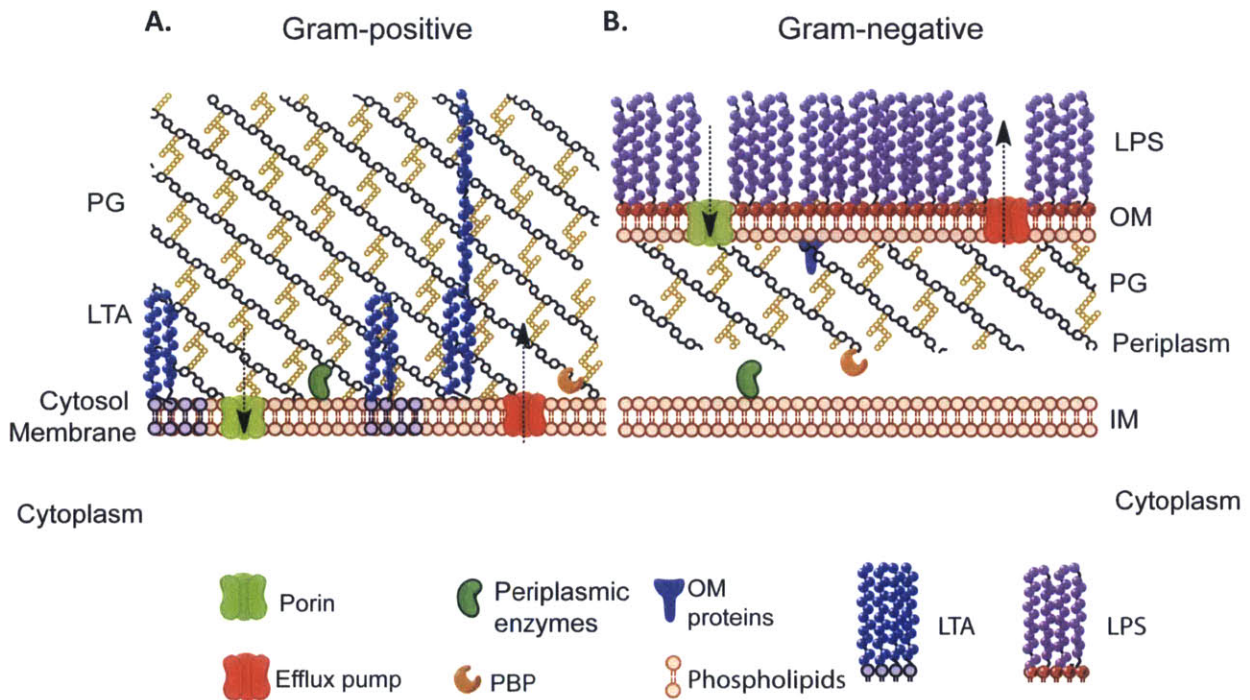 A.
Gram-positive
B.
Gram-negative
PG
LTA
Cytosol
Membrane
Cytoplasm
LPS
OM
PG
Periplasm
IM
Cytoplasm
Porin
Periplasmic
enzymes
OM
proteins
LTA
LPS
Efflux pump
PBP
Phospholipids